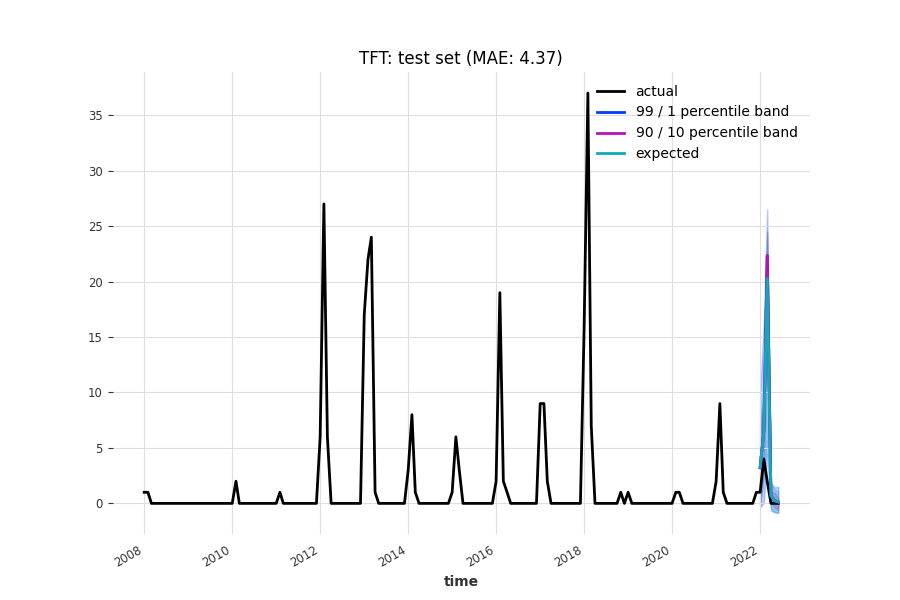 TFT: test set (MAE: 4.37)
actual
99 / 1 percentile band
90 / 10 percentile band
expected
35
30
25
20
15
10
5
0
2008
2010
2012
2014
2016
2018
2020
2022
time